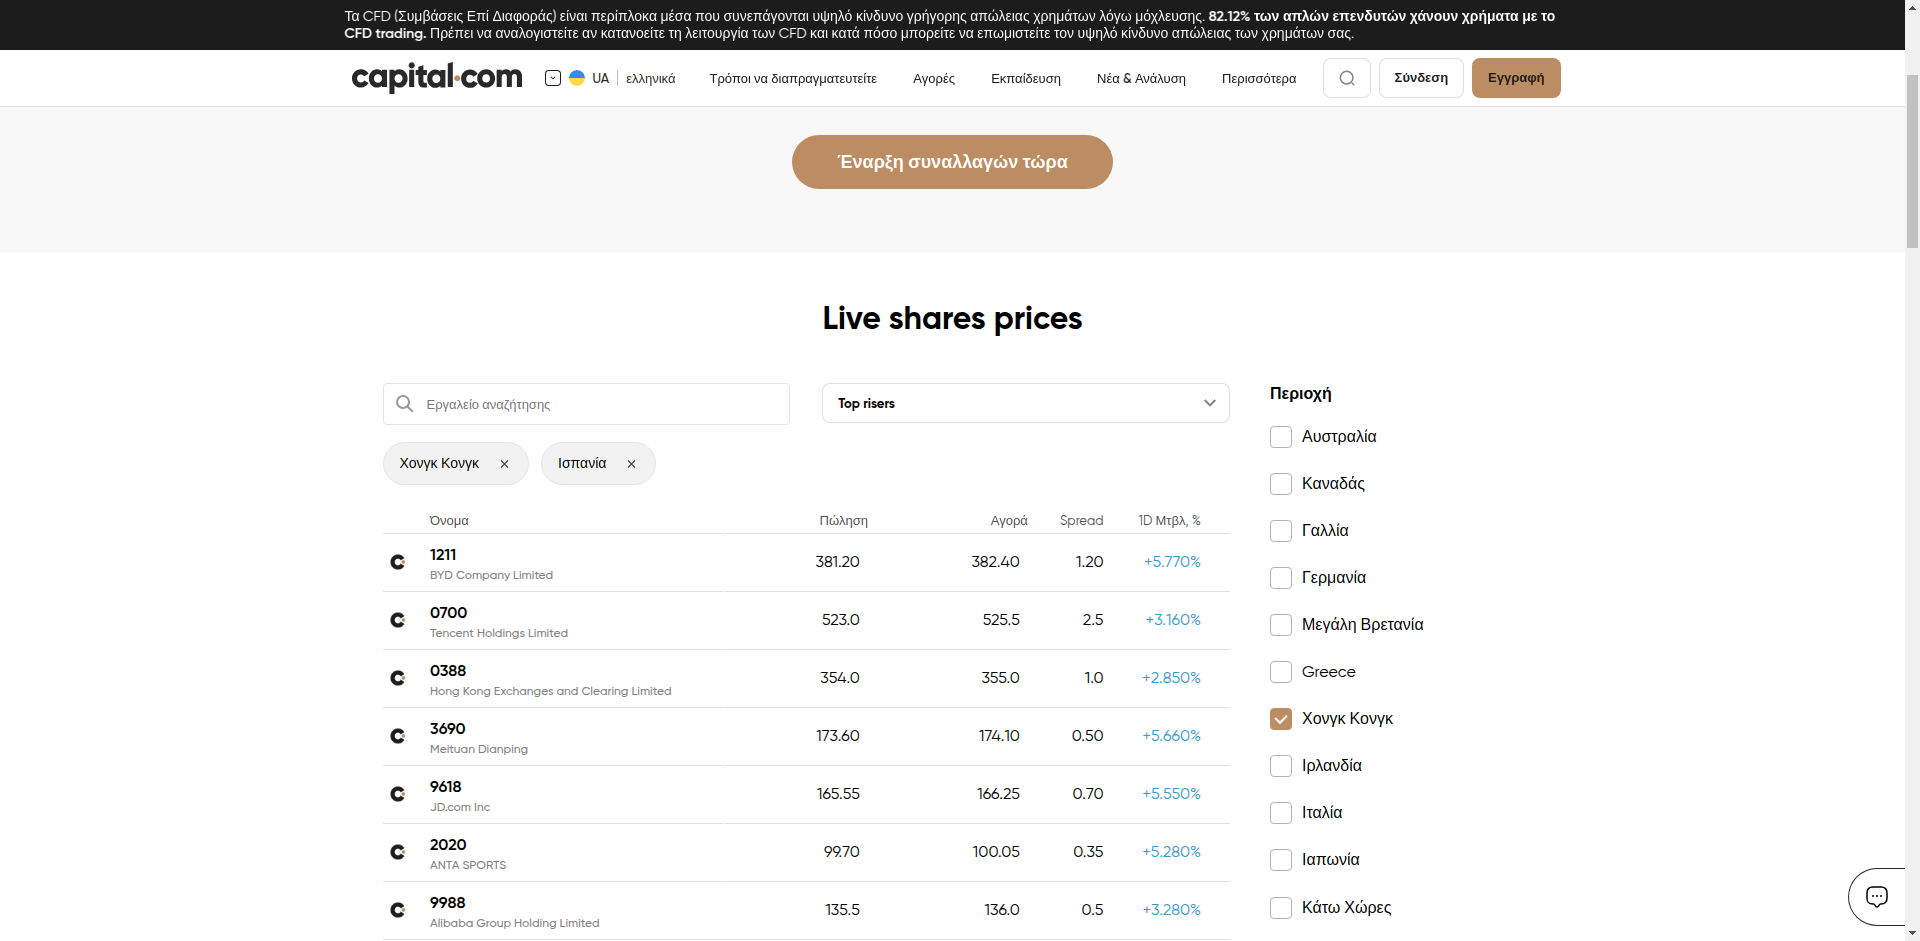 Τα CFD (Συμβάσεις Επί Διαφοράς) είναι περίπλοκα μέσα που συνεπάγονται υψηλό κίνδυνο γρήγορης απώλειας χρημάτων λόγω μόχλευσης. 82.12% των απλών επενδυτών χάνουν χρήματα με το
CFD trading. Πρέπει να αναλογιστείτε αν κατανοείτε τη λειτουργία των CFD και κατά πόσο μπορείτε να επωμιστείτε τον υψηλό κίνδυνο απώλειας των χρημάτων σας.
capital.com UA ελληνικά Τρόποι να διαπραγματευτείτε Αγορές Εκπαίδευση Νέα & Ανάλυση Περισσότερα Σύνδεση Εγγραφή
Έναρξη συναλλαγών τώρα
Live shares prices
Εργαλείο αναζήτησης Top risers
Χονγκ Κονγκ Ισπανία
Όνομα Πώληση Αγορά Spread 1D Μτβλ, %
1211 381.20 382.40 1.20 +5.770%
BYD Company Limited
0700 523.0 525.5 2.5 +3.160%
Tencent Holdings Limited
0388 354.0 355.0 1.0 +2.850%
Hong Kong Exchanges and Clearing Limited
3690 173.60 174.10 0.50 +5.660%
Meituan Dianping
9618 165.55 166.25 0.70 +5.550%
JD.com Inc
2020 99.70 100.05 0.35 +5.280%
ANTA SPORTS
9988 135.5 136.0 0.5 +3.280%
Alibaba Group Holding Limited
Περιοχή
Αυστραλία
Καναδάς
Γαλλία
Γερμανία
Μεγάλη Βρετανία
Greece
Χονγκ Κονγκ
Ιρλανδία
Ιταλία
Ιαπωνία
Κάτω Χώρες